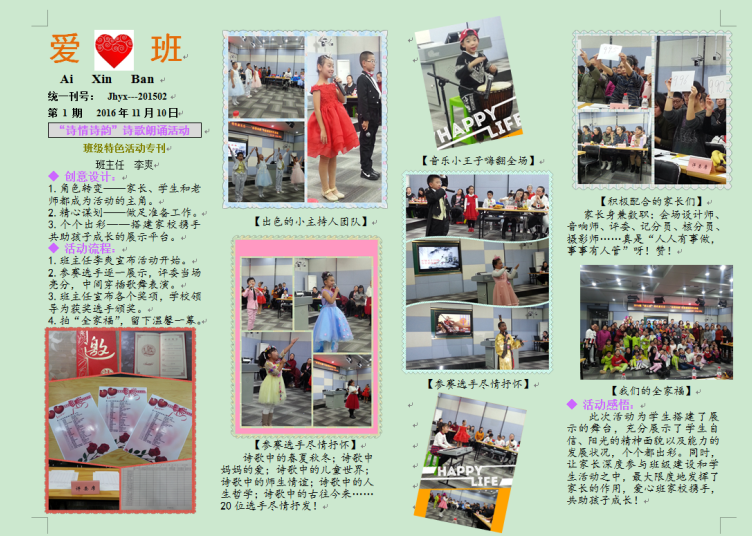 爱 班
Ai Xin Ban
统一刊号： Jhyx---201502
第 1 期 2016 年 11 月 10 日
“诗情诗韵”诗歌朗诵活动
班级特色活动专刊
班主任 李爽
◆ 创意设计：
1. 角色转变——家长、学生和老
师都成为活动的主角。
2. 精心谋划——做足准备工作。
3. 个个出彩——搭建家校携手
共助孩子成长的展示平台。
◆ 活动流程：
1. 班主任李爽宣布活动开始。
2. 参赛选手逐一展示，评委当场
亮分，中间穿插歌舞表演。
3. 班主任宣布各个奖项，学校领
导为获奖选手颁奖。
4. 拍“全家福”，留下温馨一幕。
邀
【出色的小主持人团队】
【参赛选手尽情抒怀】
诗歌中的春夏秋冬；诗歌中
妈妈的爱；诗歌中的儿童世界；
诗歌中的师生情谊；诗歌中的人
生哲学；诗歌中的古往今来……
20 位选手尽情抒发！
HAPPY
LIFE
【音乐小王子嗨翻全场】
【参赛选手尽情抒怀】
HAPPY
LIFE
【积极配合的家长们】
家长身兼数职：会场设计师、
音响师、评委、记分员、核分员、
摄影师……真是“人人有事做，
事事有人管”呀！赞！
【我们的全家福】
◆ 活动感悟：
此次活动为学生搭建了展
示的舞台，充分展示了学生自
信、阳光的精神面貌以及能力的
发展状况，个个都出彩。同时，
让家长深度参与班级建设和学
生活动之中，最大限度地发挥了
家长的作用，爱心班家校携手，
共助孩子成长！